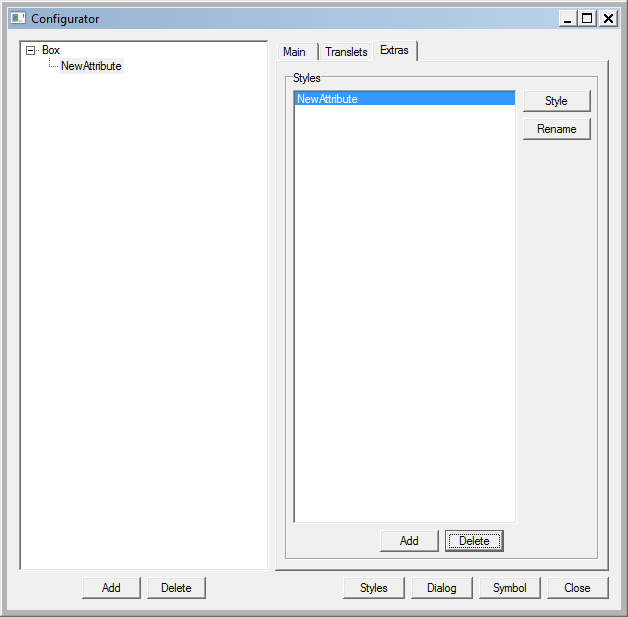 Configurator
Box
NewAttribute
Main
Translets
Extras
Styles
NewAttribute
Style
Rename
Add
Delete
Add
Delete
Styles
Dialog
Symbol
Close